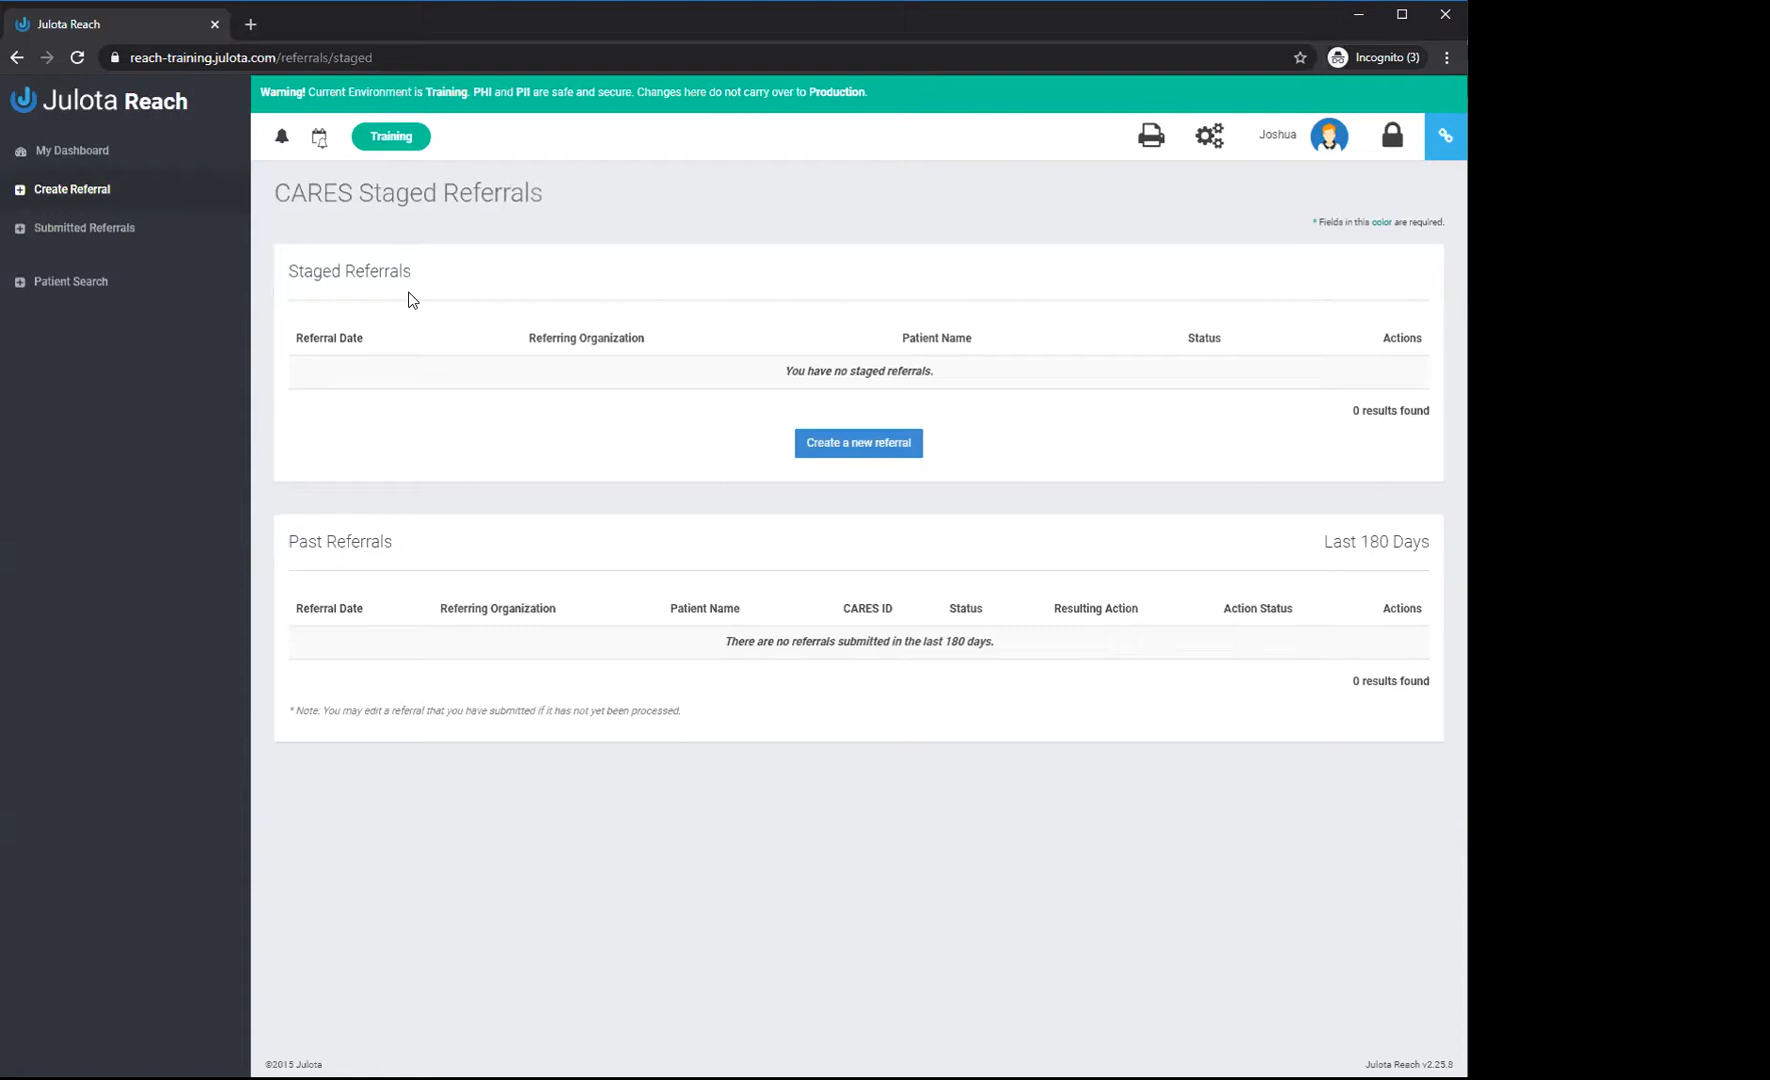 Julota Reach
reach-training.julota.com/referrals/staged
Incognito (3)
Julota Reach
Warning! Current Environment is Training. PHI and PII are safe and secure. Changes here do not carry over to Production.
Training
Joshua
My Dashboard
Create Referral
Submitted Referrals
Patient Search
CARES Staged Referrals
* Fields in this color are required.
Staged Referrals
Referral Date Referring Organization Patient Name Status Actions
You have no staged referrals.
0 results found
Create a new referral
Past Referrals Last 180 Days
Referral Date Referring Organization Patient Name CARES ID Status Resulting Action Action Status Actions
There are no referrals submitted in the last 180 days.
0 results found
* Note: You may edit a referral that you have submitted if it has not yet been processed.
©2015 Julota Julota Reach v2.25.8